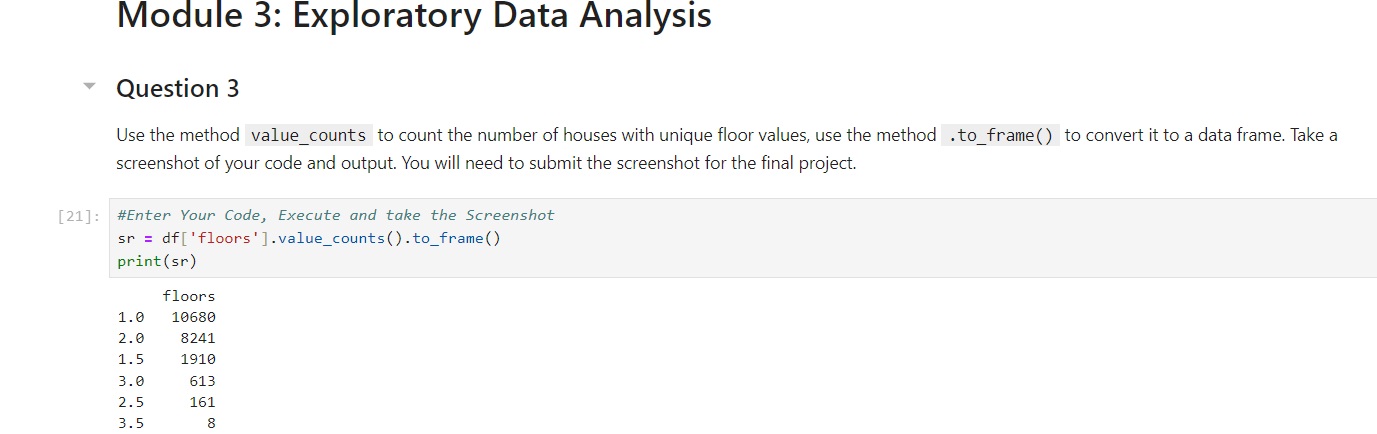 Module 3: Exploratory Data Analysis
Question 3
Use the method value_counts to count the number of houses with unique floor values, use the method .to_frame() to convert it to a data frame. Take a
screenshot of your code and output. You will need to submit the screenshot for the final project.
[21]: #Enter Your Code, Execute and take the Screenshot
sr = df['floors'].value_counts().to_frame()
print(sr)
floors
1.0 10680
2.0 8241
1.5 1910
3.0 613
2.5 161
3.5 8